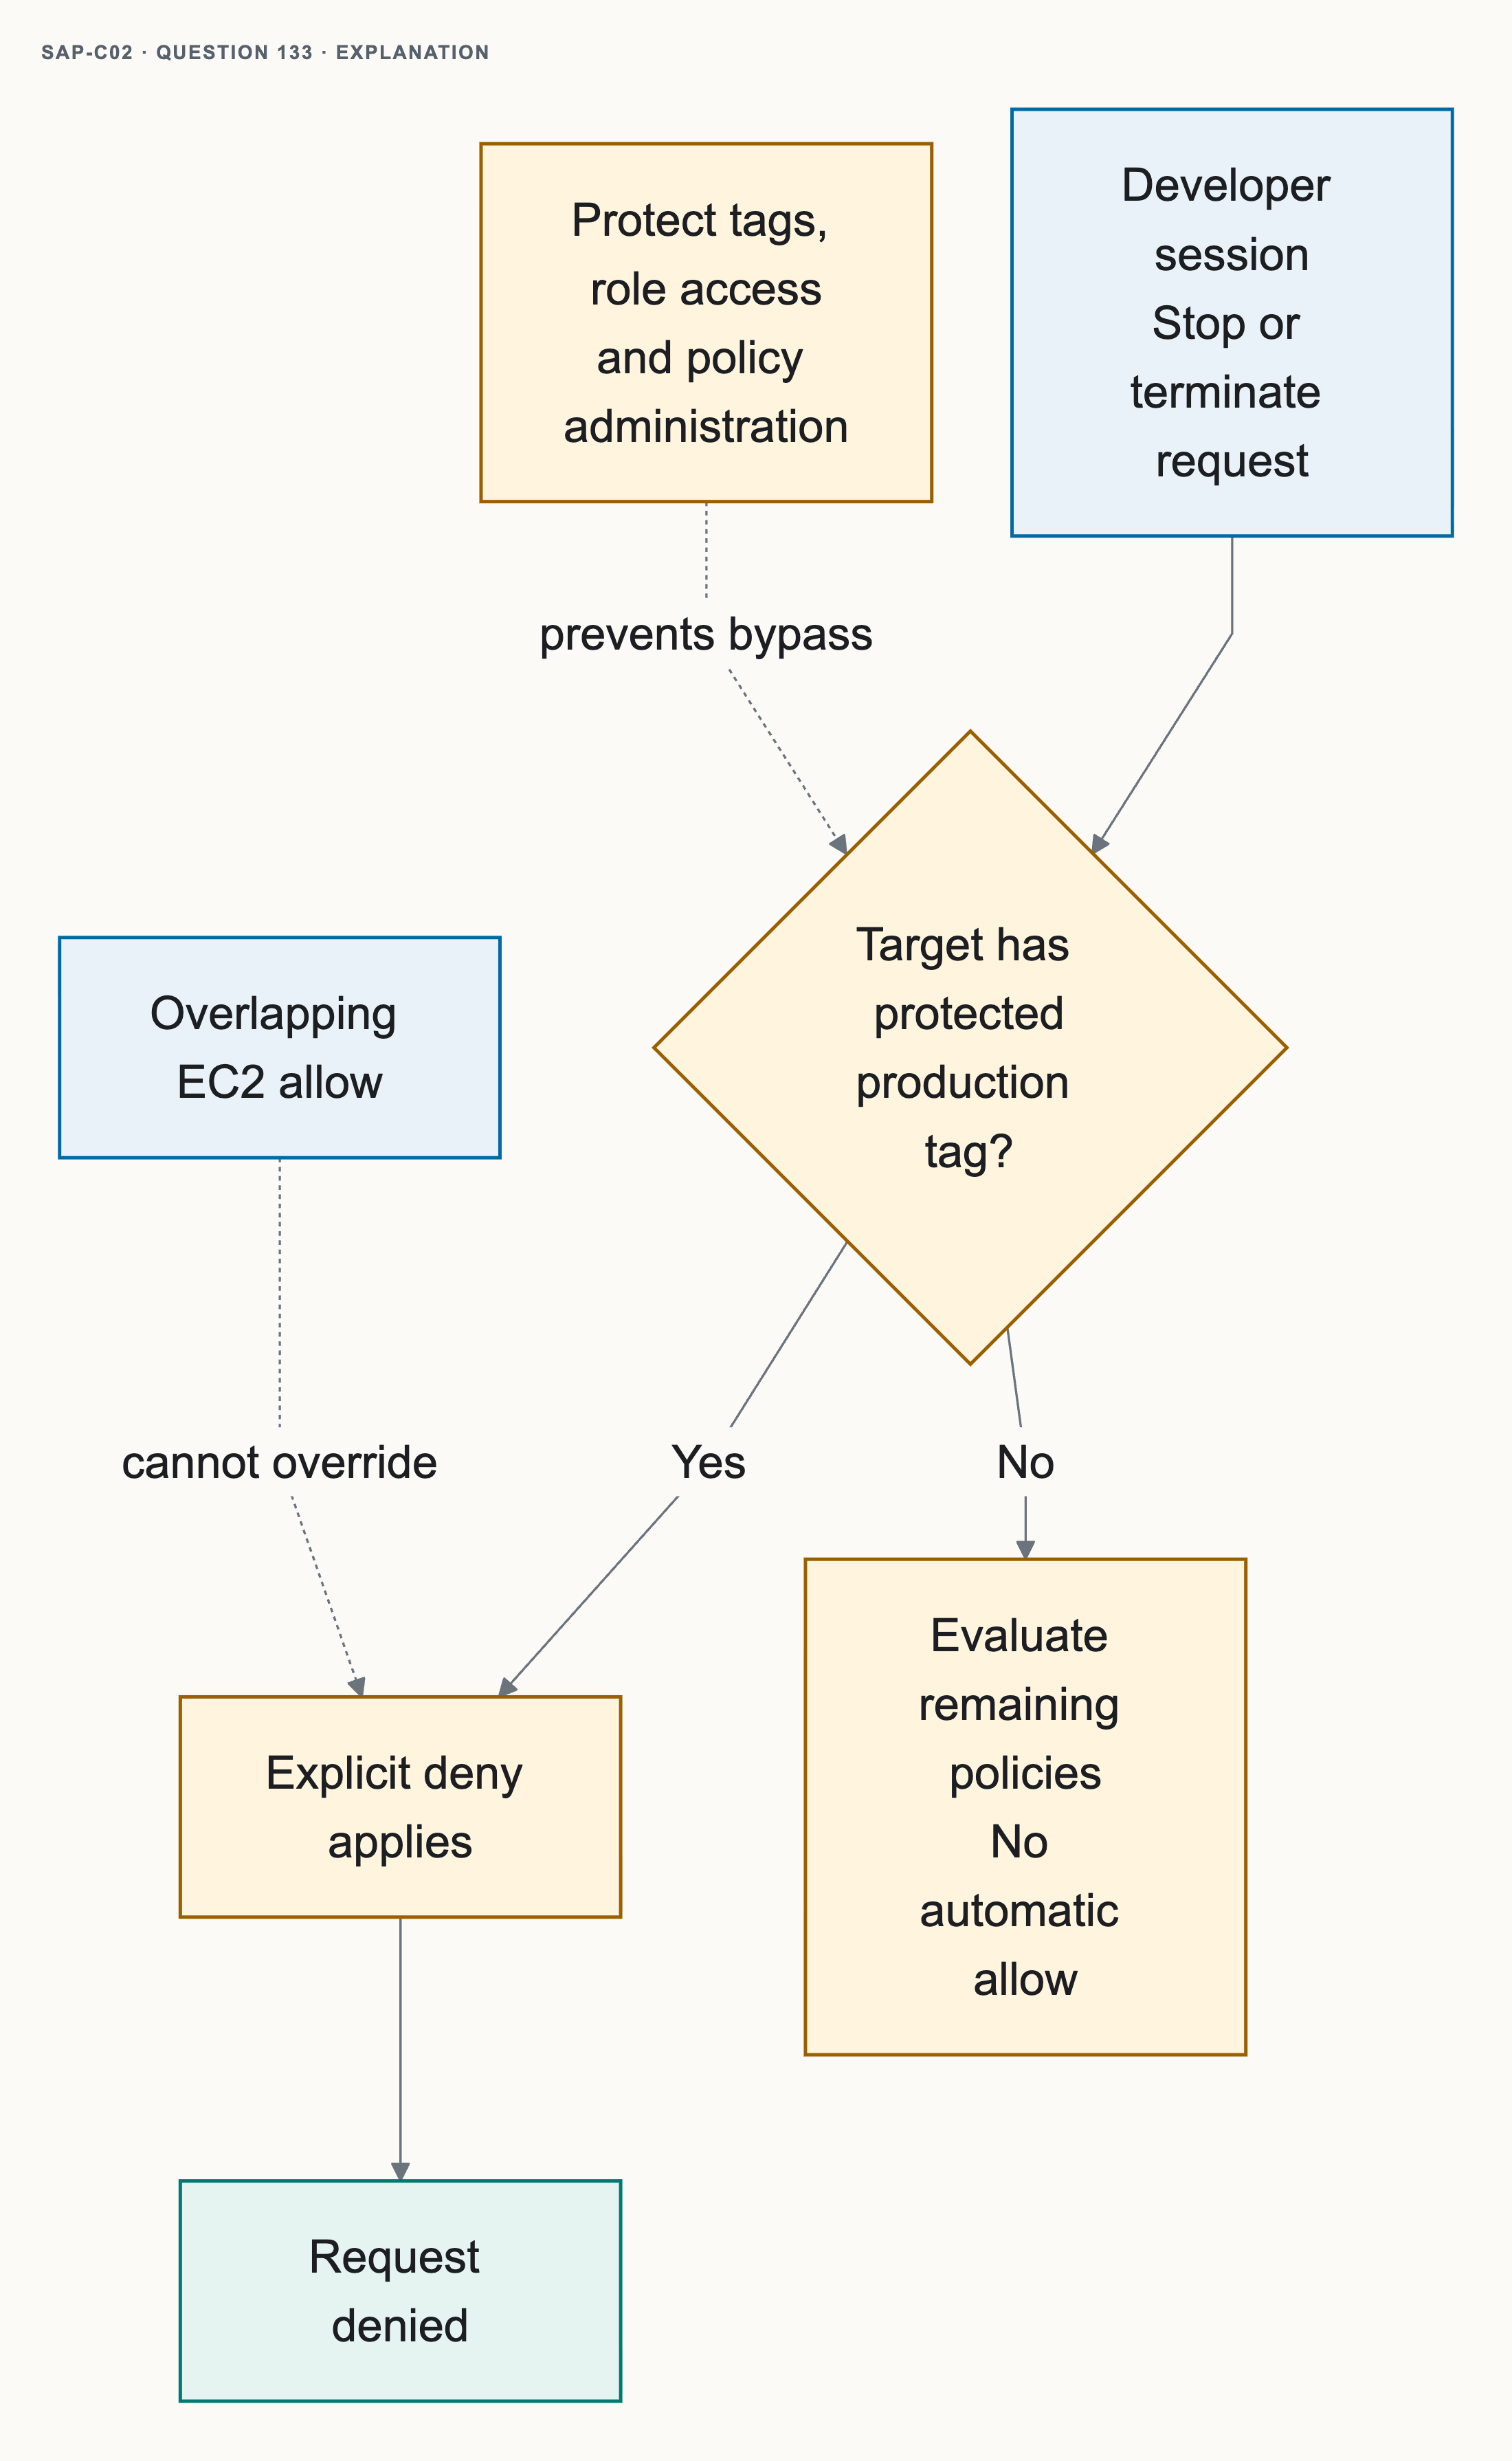 SAP-C02 · QUESTION 133 · EXPLANATION
Protect tags,
role access
and policy
administration
Developer
session
Stop or
terminate
request
prevents bypass
Target has
protected
production
tag?
Overlapping
EC2 allow
cannot override
Yes
No
Evaluate
remaining
policies
No
automatic
allow
Explicit deny
applies
Request
denied